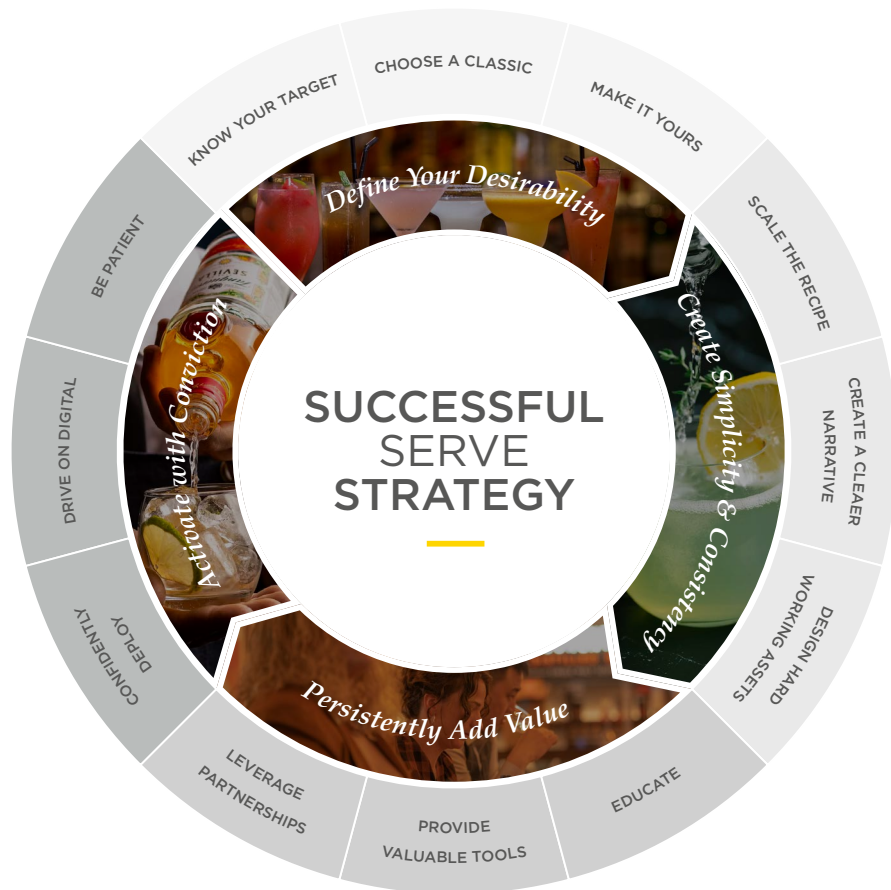 SUCCESSFUL
SERVE
STRATEGY
Define Your Desirability
KNOW YOUR TARGET
CHOOSE A CLASSIC
MAKE IT YOURS
Create Simplicity & Consistency
SCALE THE RECIPE
CREATE A CLEAER
NARRATIVE
DESIGN HARD
WORKING ASSETS
Persistently Add Value
EDUCATE
PROVIDE
VALUABLE TOOLS
LEVERAGE
PARTNERSHIPS
Activate with Conviction
CONFIDENTLY
DEPLOY
DRIVE ON DIGITAL
BE PATIENT